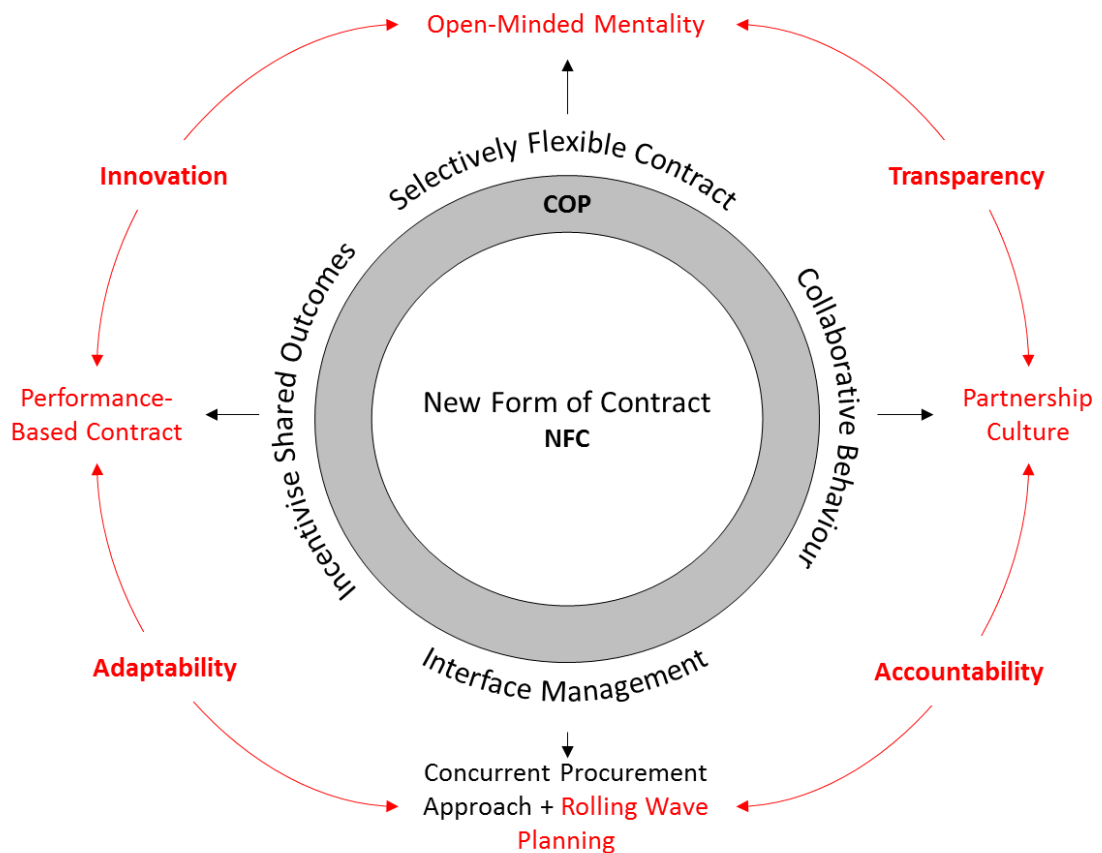 Open-Minded Mentality
Selectively Flexible Contract
Innovation
Transparency
COP
Incentivise Shared Outcomes
Collaborative Behaviour
Performance-
Based Contract
New Form of Contract
NFC
Partnership
Culture
Adaptability
Accountability
Interface Management
Concurrent Procurement
Approach + Rolling Wave
Planning